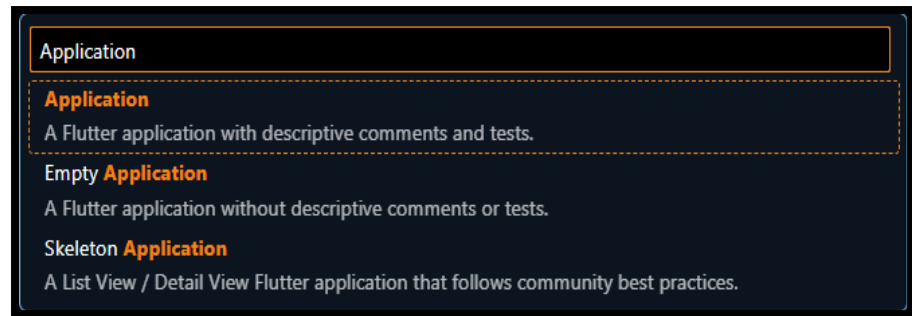 Application
Application
A Flutter application with descriptive comments and tests.
Empty Application
A Flutter application without descriptive comments or tests.
Skeleton Application
A List View / Detail View Flutter application that follows community best practices.